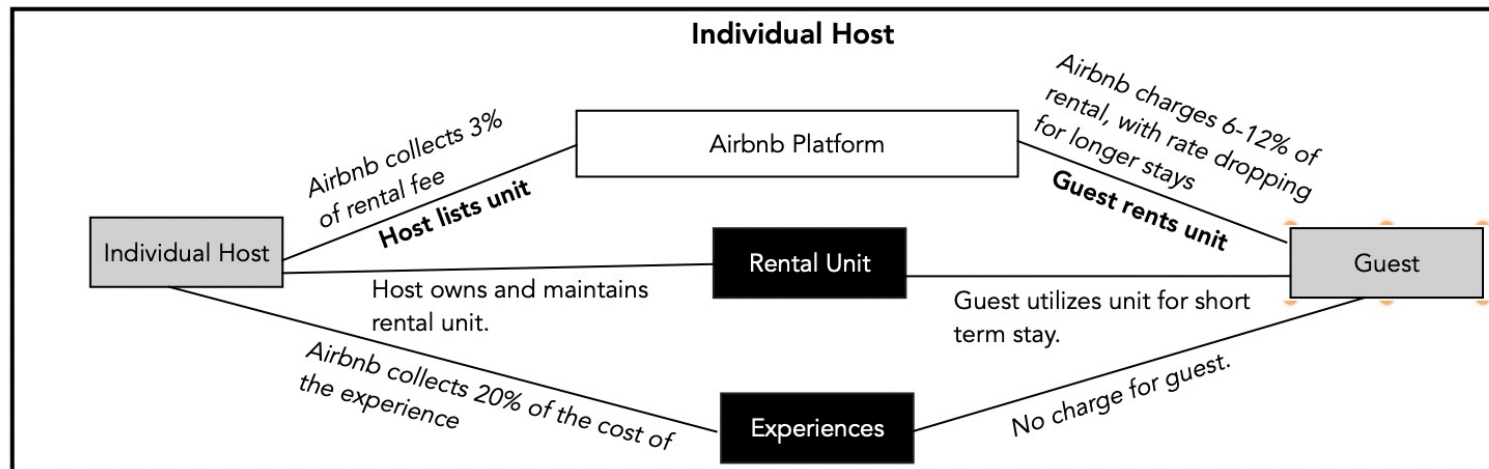 Individual Host
Airbnb collects 3%
of rental fee
Host lists unit
Airbnb Platform
Airbnb charges 6-12% of
rental, with rate dropping
for longer stays
Guest rents unit
Individual Host
Rental Unit
Guest
Host owns and maintains
rental unit.
Guest utilizes unit for short
term stay.
Airbnb collects 20% of the cost of
the experience
Experiences
No charge for guest.